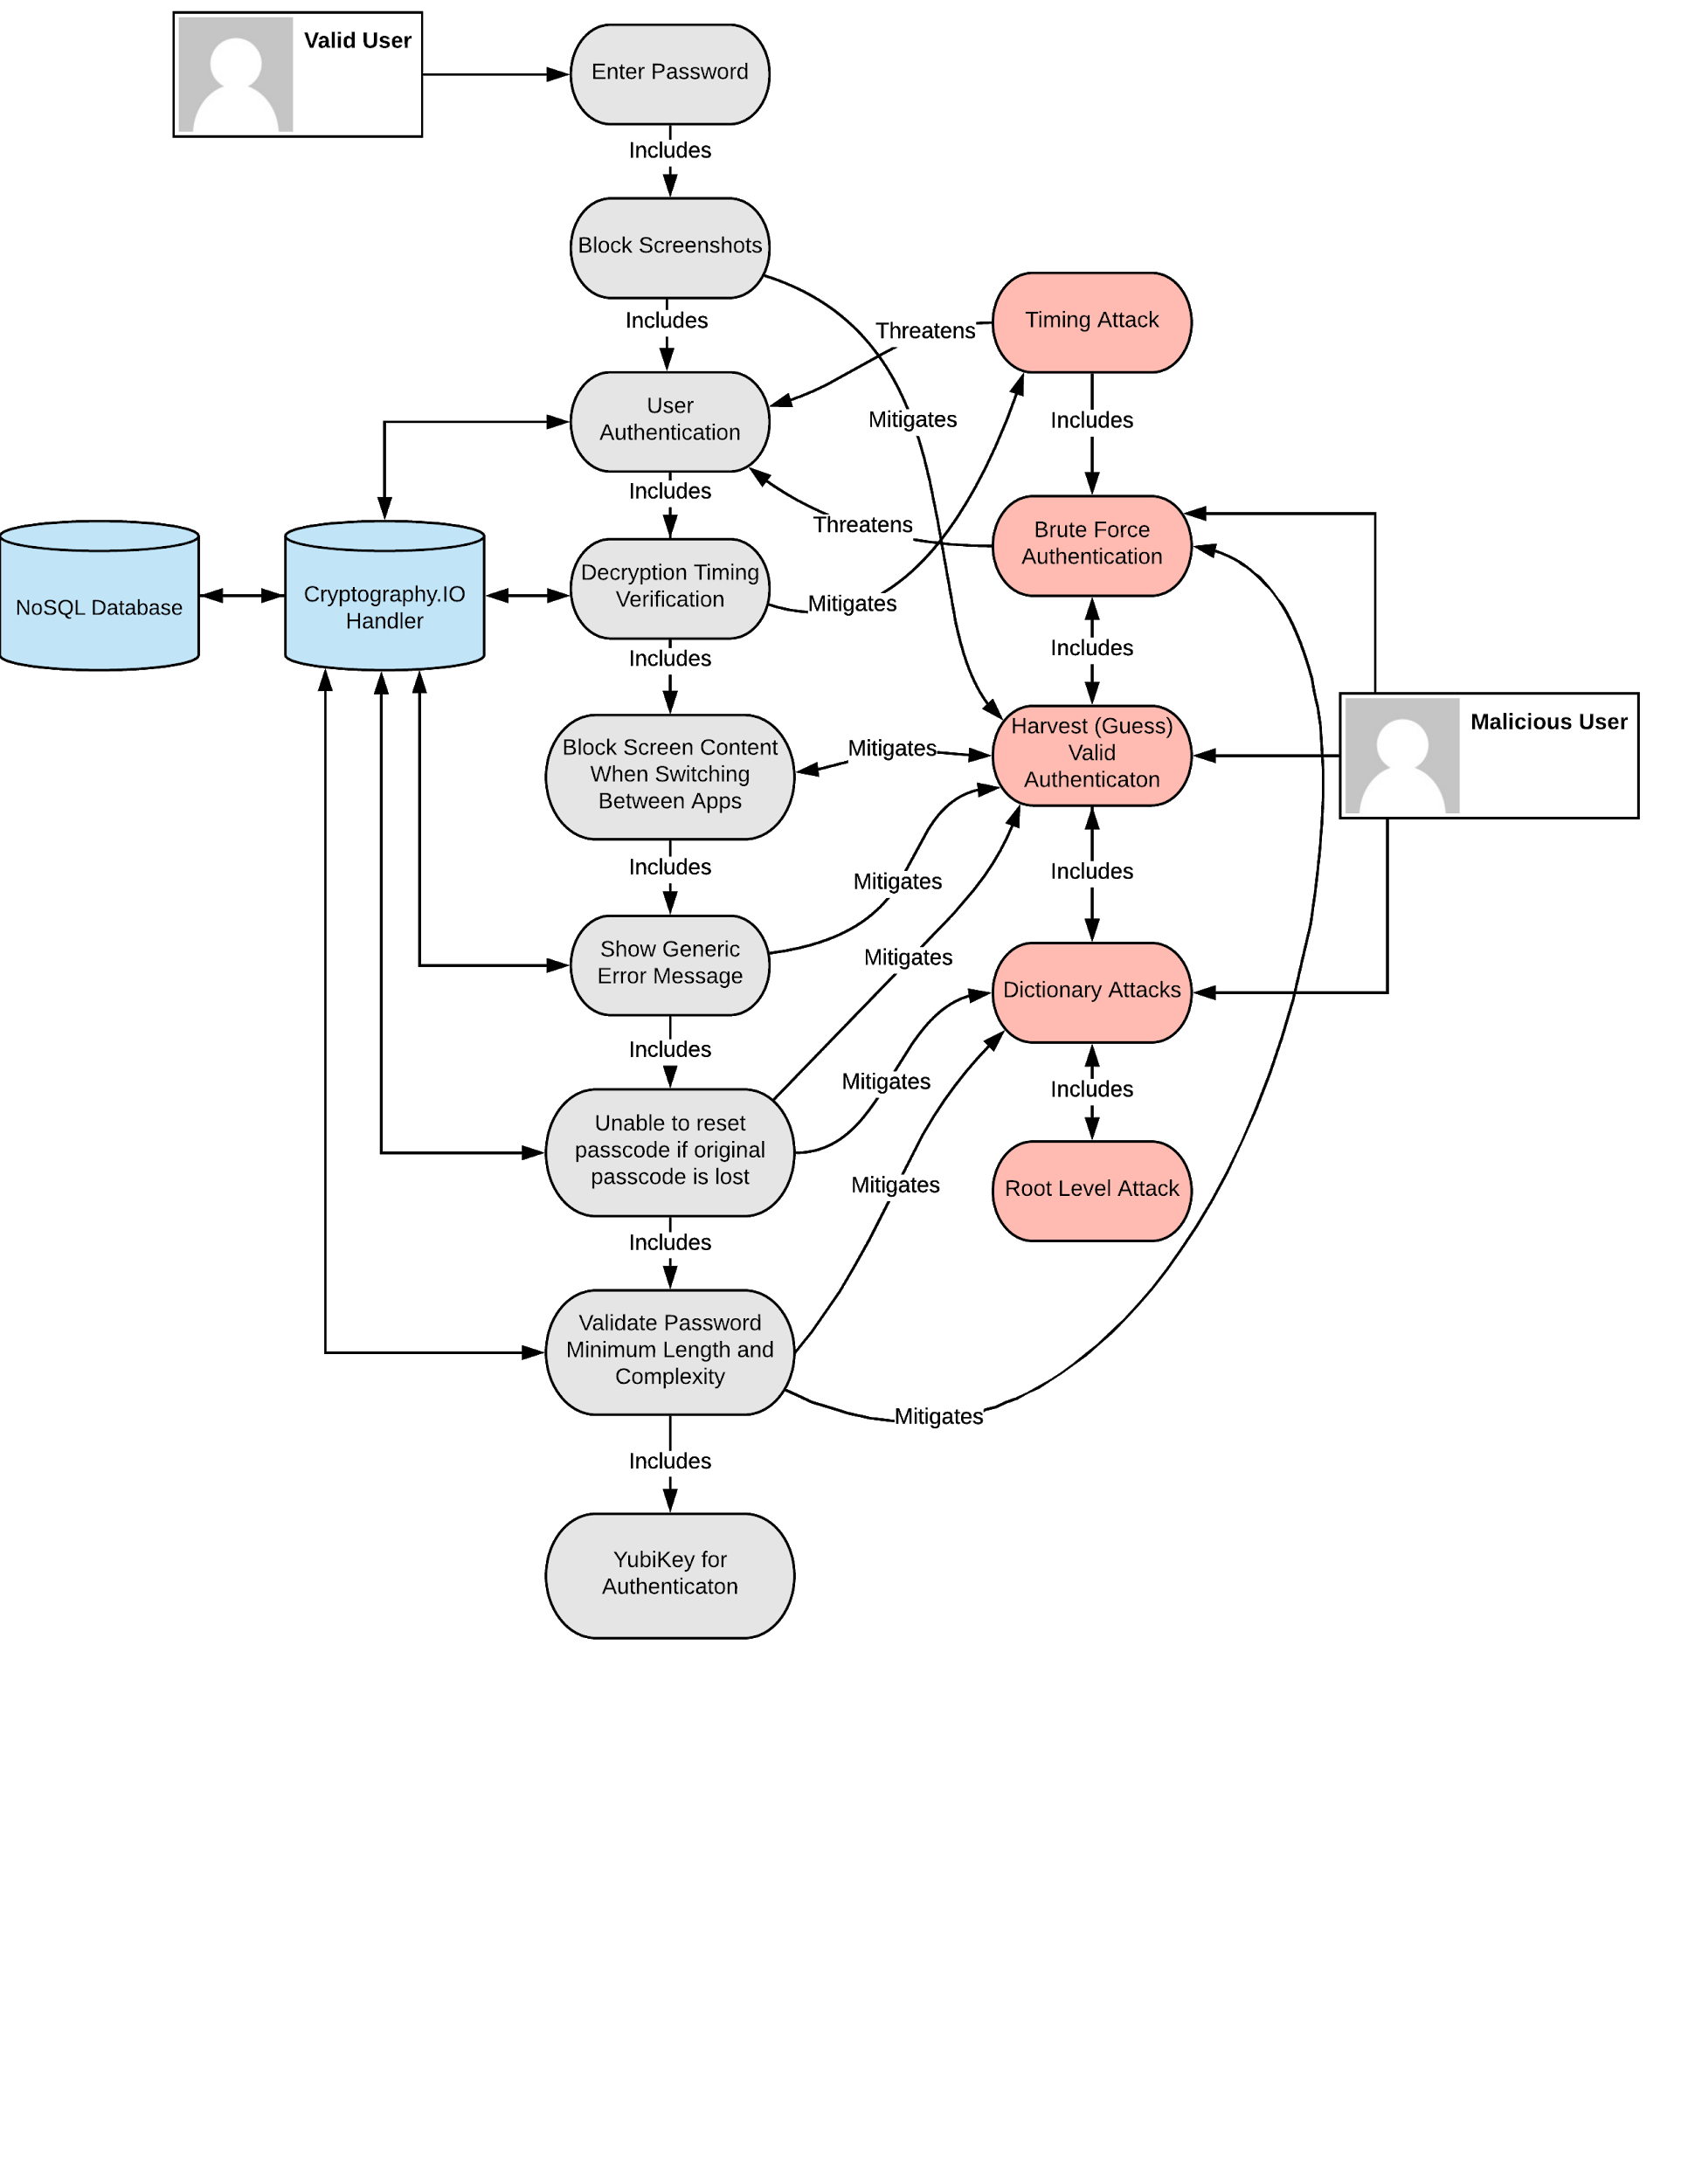 Valid User
Enter Password
Includes
Block Screenshots
Includes
Timing Attack
Threatens
User
Authentication
Mitigates
Includes
Includes
Threatens
Brute Force
Authentication
Decryption Timing
Verification
NoSQL Database
Cryptography.IO
Handler
Mitigates
Includes
Includes
Malicious User
Harvest (Guess)
Valid
Authenticaton
Block Screen Content
When Switching
Between Apps
Mitigates
Includes
Mitigates
Includes
Show Generic
Error Message
Mitigates
Dictionary Attacks
Includes
Mitigates
Includes
Unable to reset
passcode if original
passcode is lost
Mitigates
Root Level Attack
Includes
Validate Password
Minimum Length and
Complexity
Mitigates
Includes
YubiKey for
Authenticaton